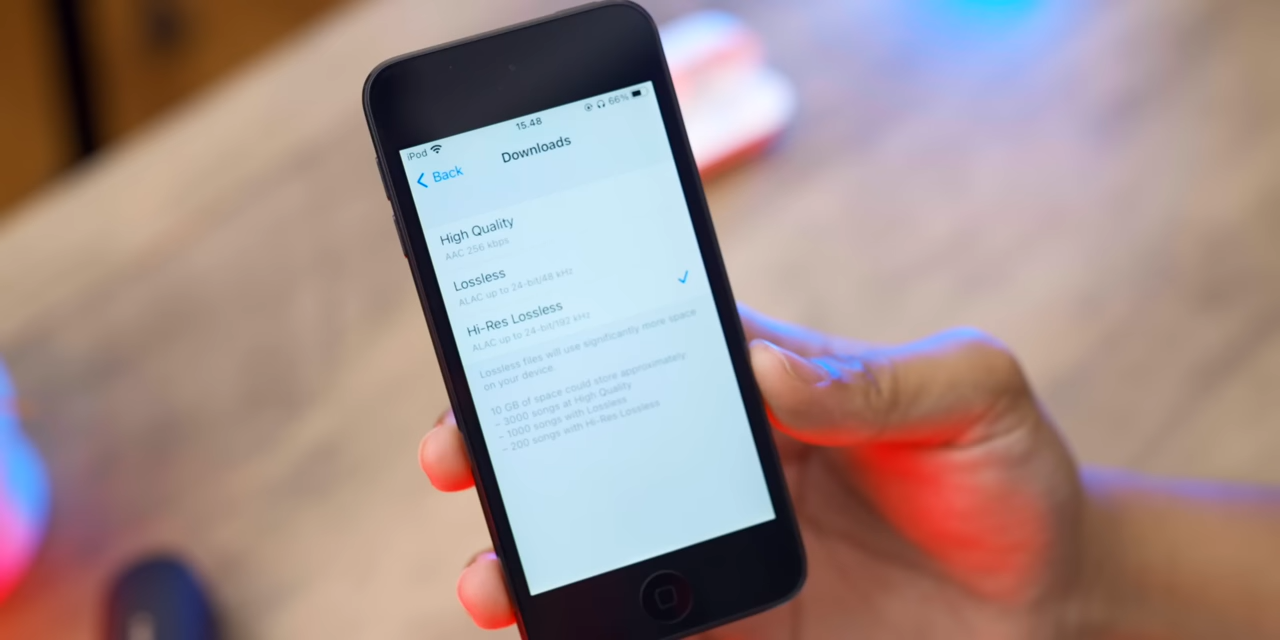 iPod
15.48
66%
Back
Downloads
High Quality
AAC 256 kbps
Lossless
ALAC up to 24-bit/48 kHz
Hi-Res Lossless
ALAC up to 24-bit/192 kHz
Lossless files will use significantly more space
on your device.
10 GB of space could store approximately:
- 3000 songs at High Quality
- 1000 songs with Lossless
- 200 songs with Hi-Res Lossless